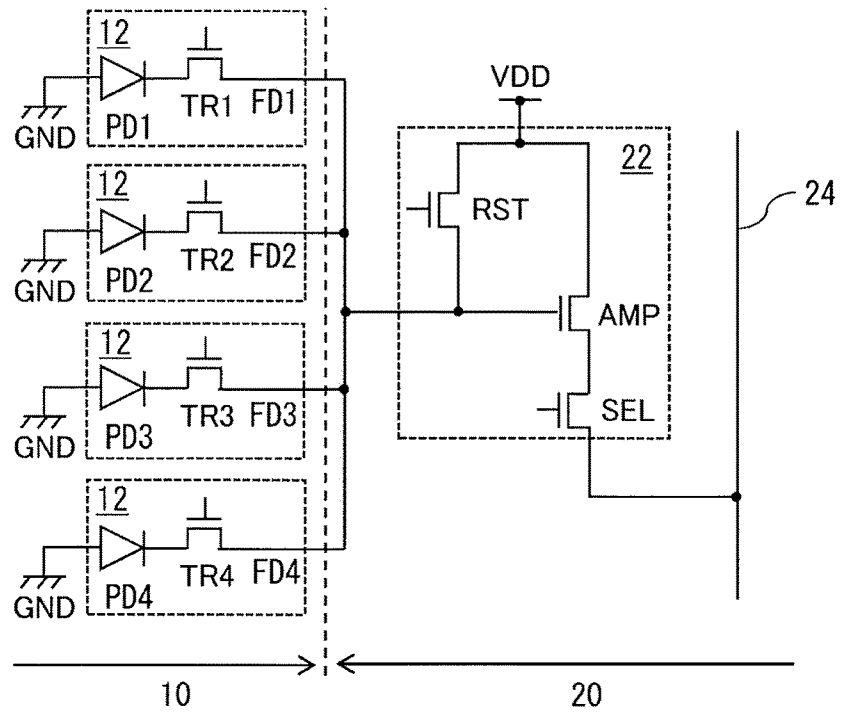 12
GND
PD1
TR1
FD1
12
GND
PD2
TR2
FD2
12
GND
PD3
TR3
FD3
12
GND
PD4
TR4
FD4
VDD
22
RST
AMP
SEL
24
10
20